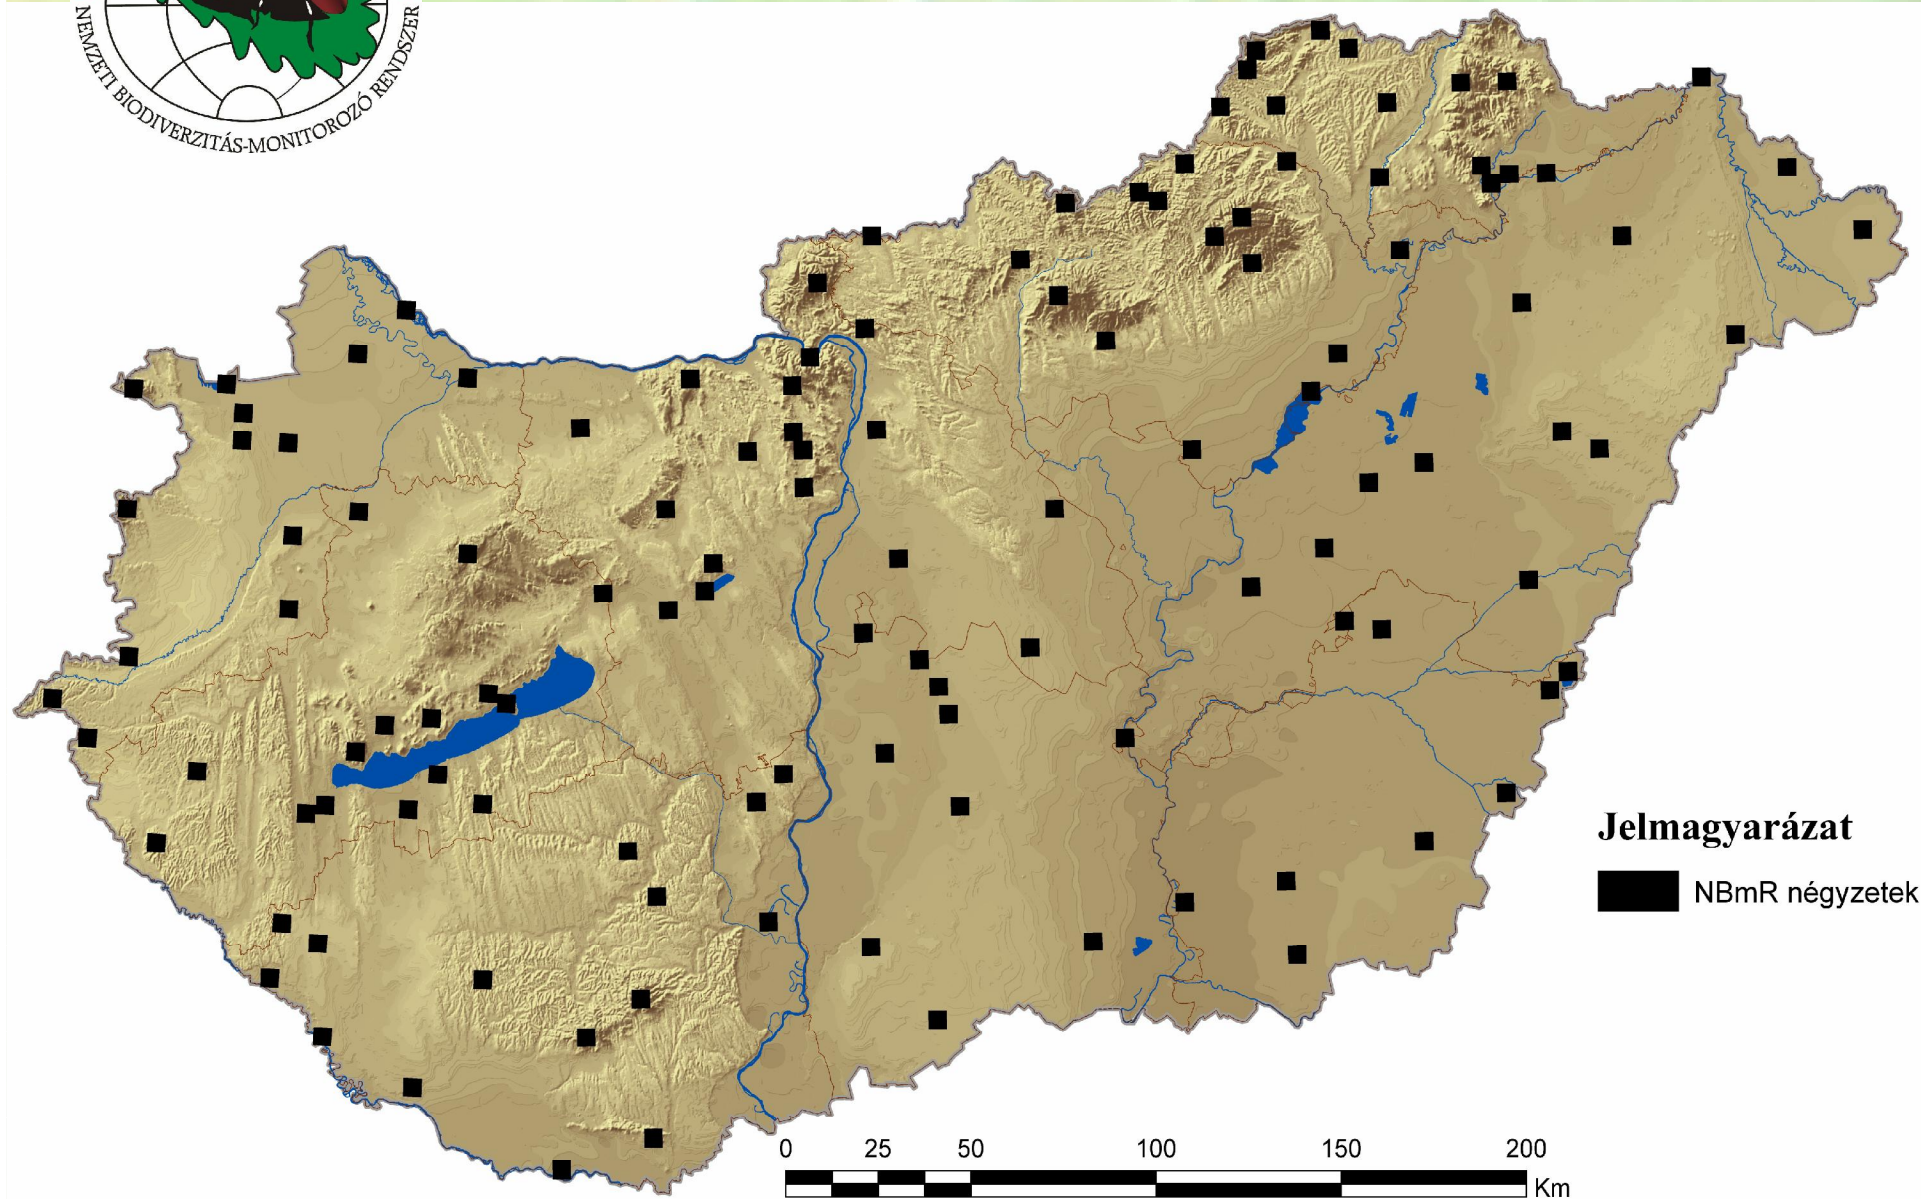 NEMZETI BIODIVERZITÁS-MONITOROZÓ RENDSZER
Jelmagyarázat
NBmR négyzetek
0 25 50 100 150 200
Km